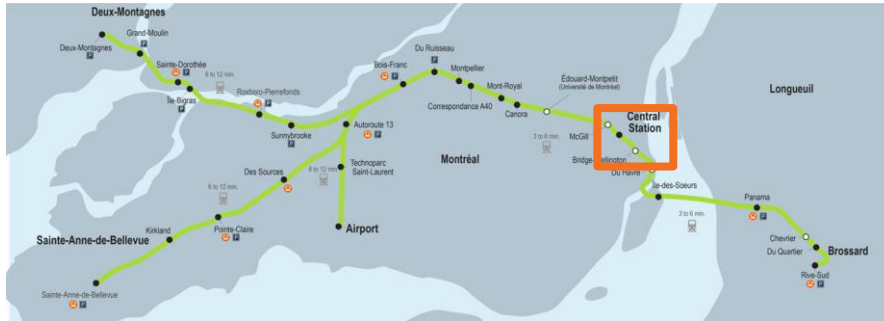 Deux-Montagnes
Grand-Moulin
Deux-Montagnes
P
P
Sainte-Dorothée
P
6 to 12 min.
Île-Bigras
P
Roxboro-Pierrefonds
P
Sunnybrooke
P
Bois-Franc
P
Du Ruisseau
P
Montpellier
Correspondance A40
Mont-Royal
Canora
Édouard-Montpetit
(Université de Montréal)
Longueuil
Central
Station
McGill
3 to 6 min.
Bridge-Wellington
Du Havre
Île-des-Soeurs
Autoroute 13
P
Montréal
Technoparc
Saint-Laurent
6 to 12 min.
Des Sources
6 to 12 min.
Airport
Pointe-Claire
P
Kirkland
Sainte-Anne-de-Bellevue
Sainte-Anne-de-Bellevue
P
3 to 6 min.
Panama
P
Chevrier
Du Quartier
Brossard
Rive-Sud
P